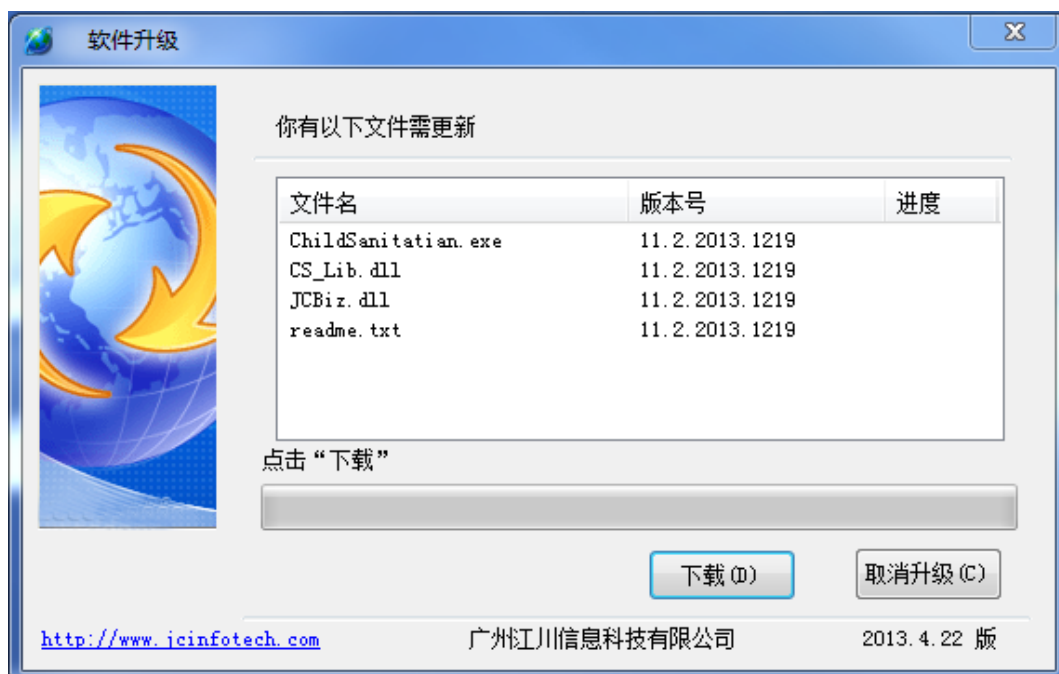 软件升级
你有以下文件需更新
文件名 版本号 进度
ChildSanitatian.exe 11.2.2013.1219
CS_Lib.dll 11.2.2013.1219
JCBiz.dll 11.2.2013.1219
readme.txt 11.2.2013.1219
点击“下载”
下载(D) 取消升级(C)
http://www.jcinfotech.com 广州江川信息科技有限公司 2013.4.22 版